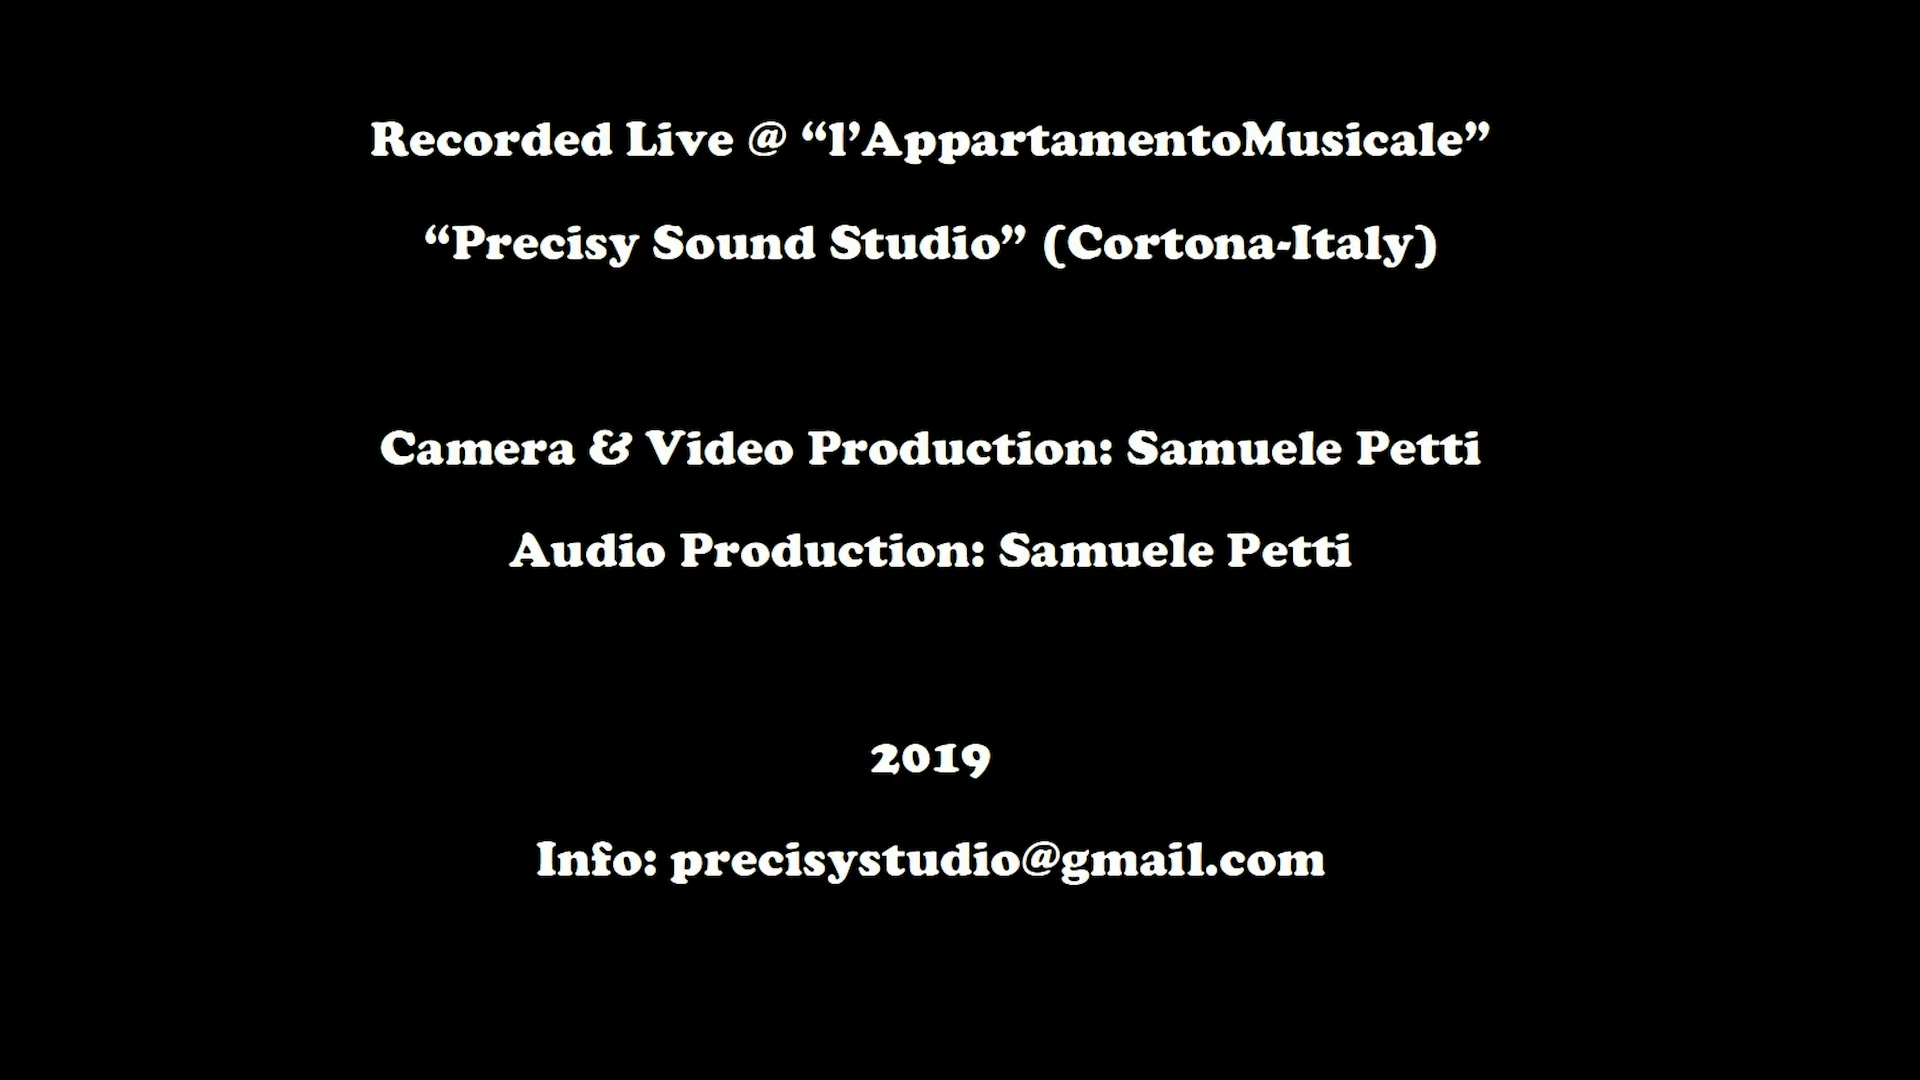 Recorded Live @ “l’AppartamentoMusicale”
“Precisy Sound Studio” (Cortona-Italy)
Camera & Video Production: Samuele Petti
Audio Production: Samuele Petti
2019
Info: precisystudio@gmail.com